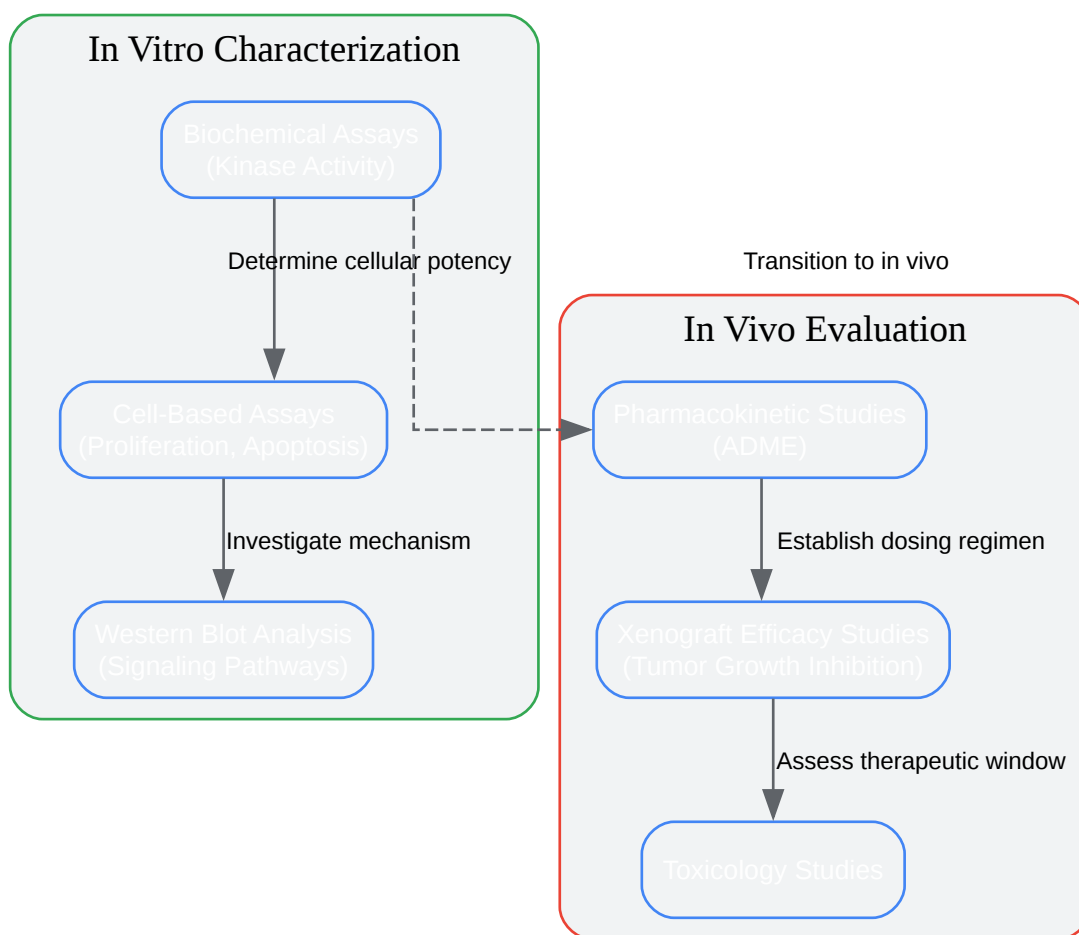 In Vitro Characterization
Biochemical Assays
(Kinase Activity)
Determine cellular potency
Cell-Based Assays
(Proliferation, Apoptosis)
Investigate mechanism
Western Blot Analysis
(Signaling Pathways)
Transition to in vivo
In Vivo Evaluation
Pharmacokinetic Studies
(ADME)
Establish dosing regimen
Xenograft Efficacy Studies
(Tumor Growth Inhibition)
Assess therapeutic window
Toxicology Studies